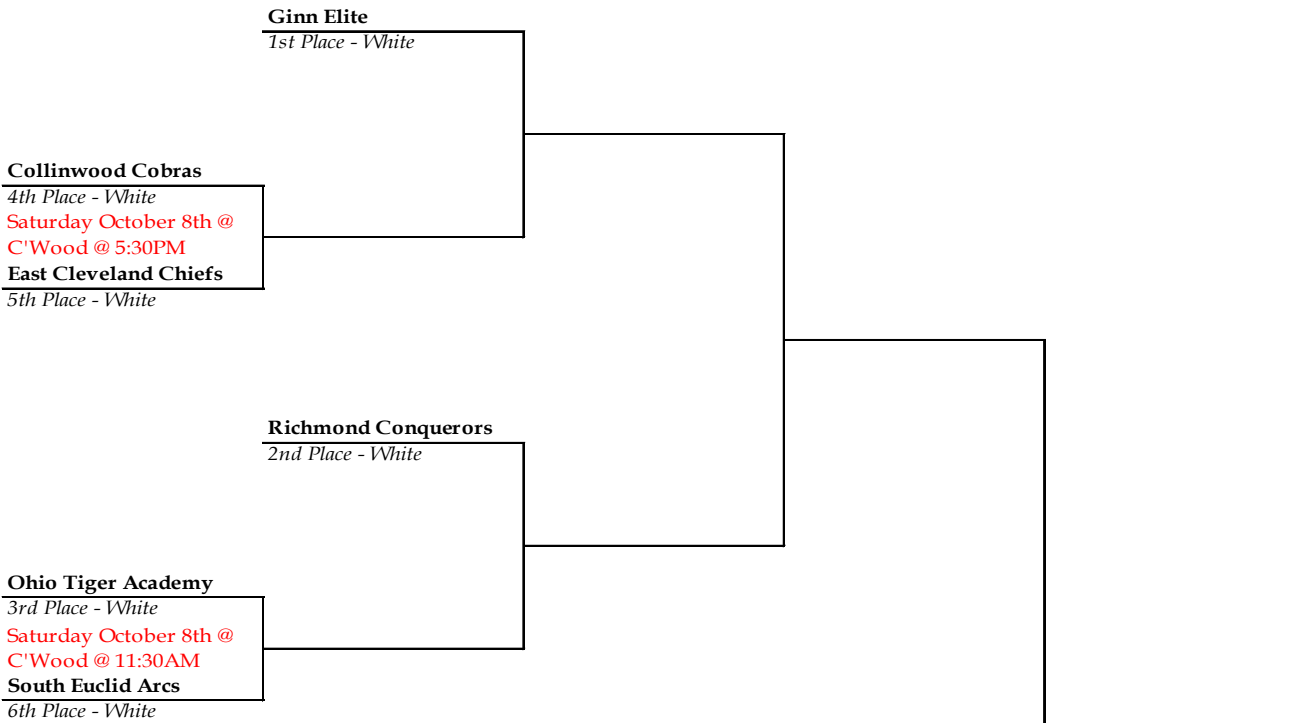 Ginn Elite
1st Place - White
Collinwood Cobras
4th Place - White
Saturday October 8th @
C'Wood @ 5:30PM
East Cleveland Chiefs
5th Place - White
Richmond Conquerors
2nd Place - White
Ohio Tiger Academy
3rd Place - White
Saturday October 8th @
C'Wood @ 11:30AM
South Euclid Arcs
6th Place - White